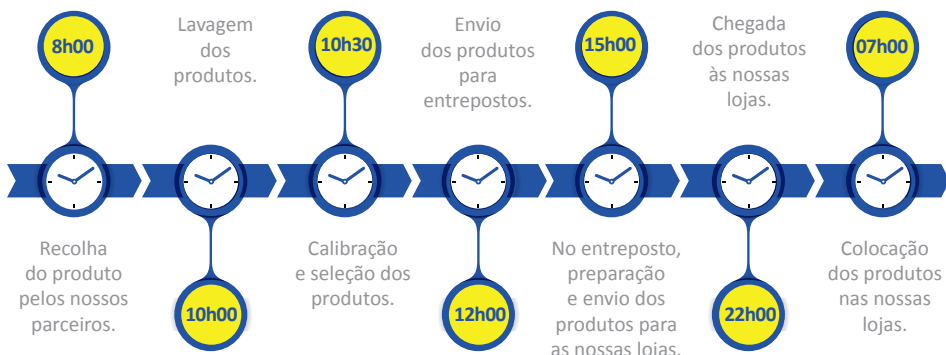 8h00
Recolha
do produto
pelos nossos
parceiros.
Lavagem
dos
produtos.
10h00
10h30
Calibração
e seleção dos
produtos.
Envio
dos produtos
para
entrepostos.
12h00
15h00
No entreposto,
preparação
e envio dos
produtos para
as nossas lojas.
Chegada
dos produtos
às nossas
lojas.
22h00
07h00
Colocação
dos produtos
nas nossas
lojas.